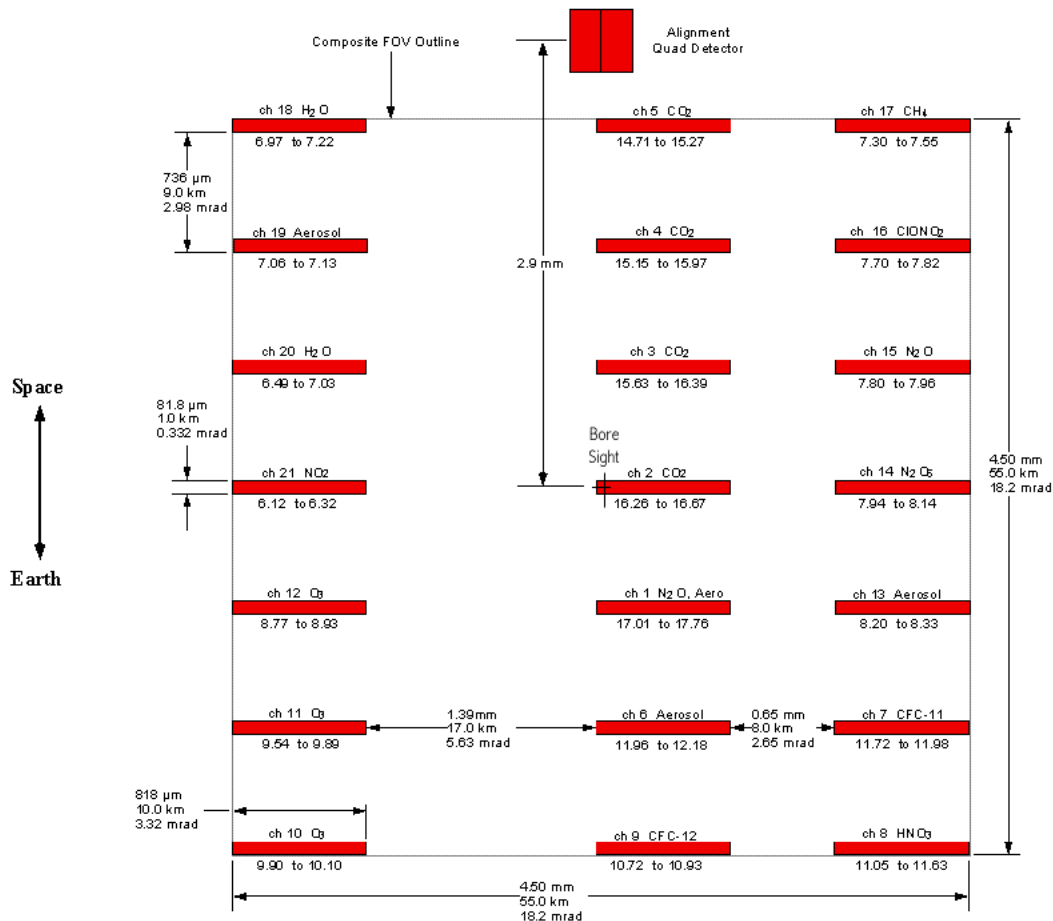 Alignment
Quad Detector
Composite FOV Outline
ch 18 H₂O
ch 5 CO₂
ch 17 CH₄
6.97 to 7.22
14.71 to 15.27
7.30 to 7.55
736 µm
9.0 km
2.98 mrad
ch 19 Aerosol
ch 4 CO₂
ch 16 ClONO₂
7.06 to 7.13
15.15 to 15.97
7.70 to 7.82
2.9 mm
ch 20 H₂O
ch 3 CO₂
ch 15 N₂O
6.49 to 7.03
15.63 to 16.39
7.80 to 7.96
Space
Earth
81.8 µm
1.0 km
0.332 mrad
Bore
Sight
ch 21 NO₂
ch 2 CO₂
ch 14 N₂O₅
6.12 to 6.32
16.26 to 16.67
7.94 to 8.14
4.50 mm
55.0 km
18.2 mrad
ch 12 O₃
ch 1 N₂O, Aero
ch 13 Aerosol
8.77 to 8.93
17.01 to 17.76
8.20 to 8.33
ch 11 O₃
1.39mm
17.0 km
5.63 mrad
ch 6 Aerosol
0.65 mm
8.0 km
2.65 mrad
ch 7 CFC-11
9.54 to 9.89
11.96 to 12.18
11.72 to 11.98
818 µm
10.0 km
3.32 mrad
ch 10 O₃
ch 9 CFC-12
ch 8 HNO₃
9.90 to 10.10
10.72 to 10.93
11.05 to 11.63
4.50 mm
55.0 km
18.2 mrad